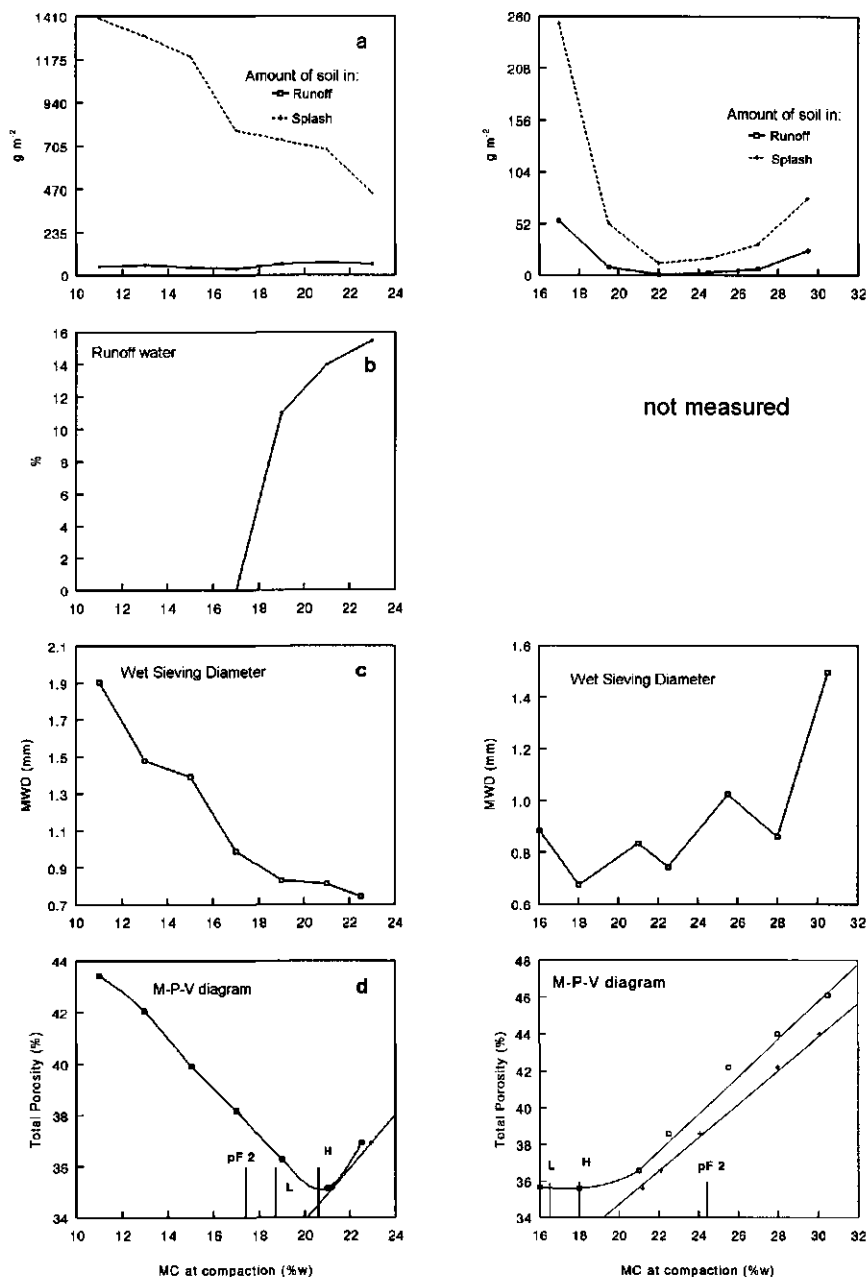 1410
1175
940
705
470
235
0
g m-2
a
Amount of soil in:
Runoff
Splash
10 12 14 16 18 20 22 24
260
208
156
104
52
0
g m-2
Amount of soil in:
Runoff
Splash
16 18 20 22 24 26 28 30 32
16
14
12
10
8
6
4
2
0
%
Runoff water
b
10 12 14 16 18 20 22 24
not measured
2.1
1.9
1.7
1.5
1.3
1.1
0.9
0.7
MWD (mm)
Wet Sieving Diameter
c
10 12 14 16 18 20 22 24
1.6
1.4
1.2
1.0
0.8
0.6
MWD (mm)
Wet Sieving Diameter
16 18 20 22 24 26 28 30 32
44
42
40
38
36
34
Total Porosity (%)
M-P-V diagram
d
pF 2
L
H
10 12 14 16 18 20 22 24
MC at compaction (%w)
48
46
44
42
40
38
36
34
Total Porosity (%)
M-P-V diagram
L
H
pF 2
16 18 20 22 24 26 28 30 32
MC at compaction (%w)